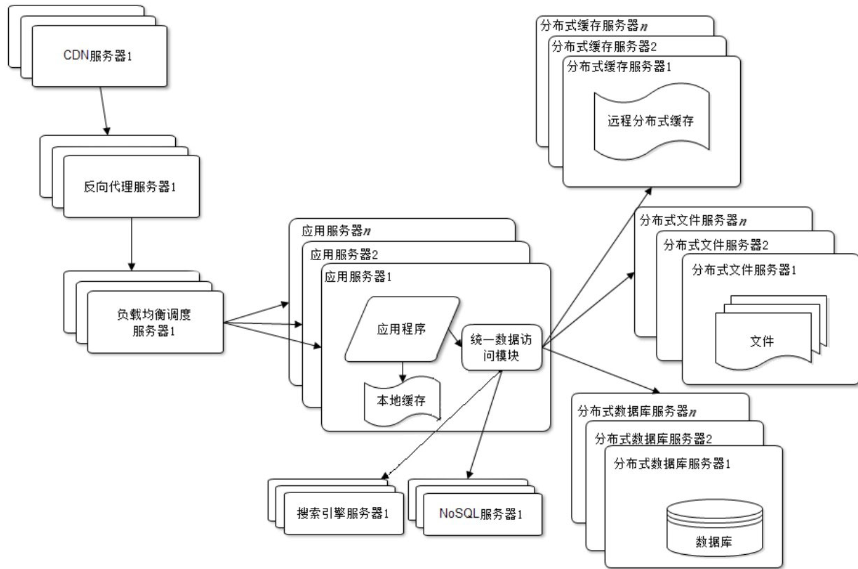 CDN服务器1
反向代理服务器1
负载均衡调度
服务器1
应用服务器n
应用服务器2
应用服务器1
应用程序
统一数据访
问模块
本地缓存
搜索引擎服务器1
NoSQL服务器1
分布式缓存服务器n
分布式缓存服务器2
分布式缓存服务器1
远程分布式缓存
分布式文件服务器n
分布式文件服务器2
分布式文件服务器1
文件
分布式数据库服务器n
分布式数据库服务器2
分布式数据库服务器1
数据库